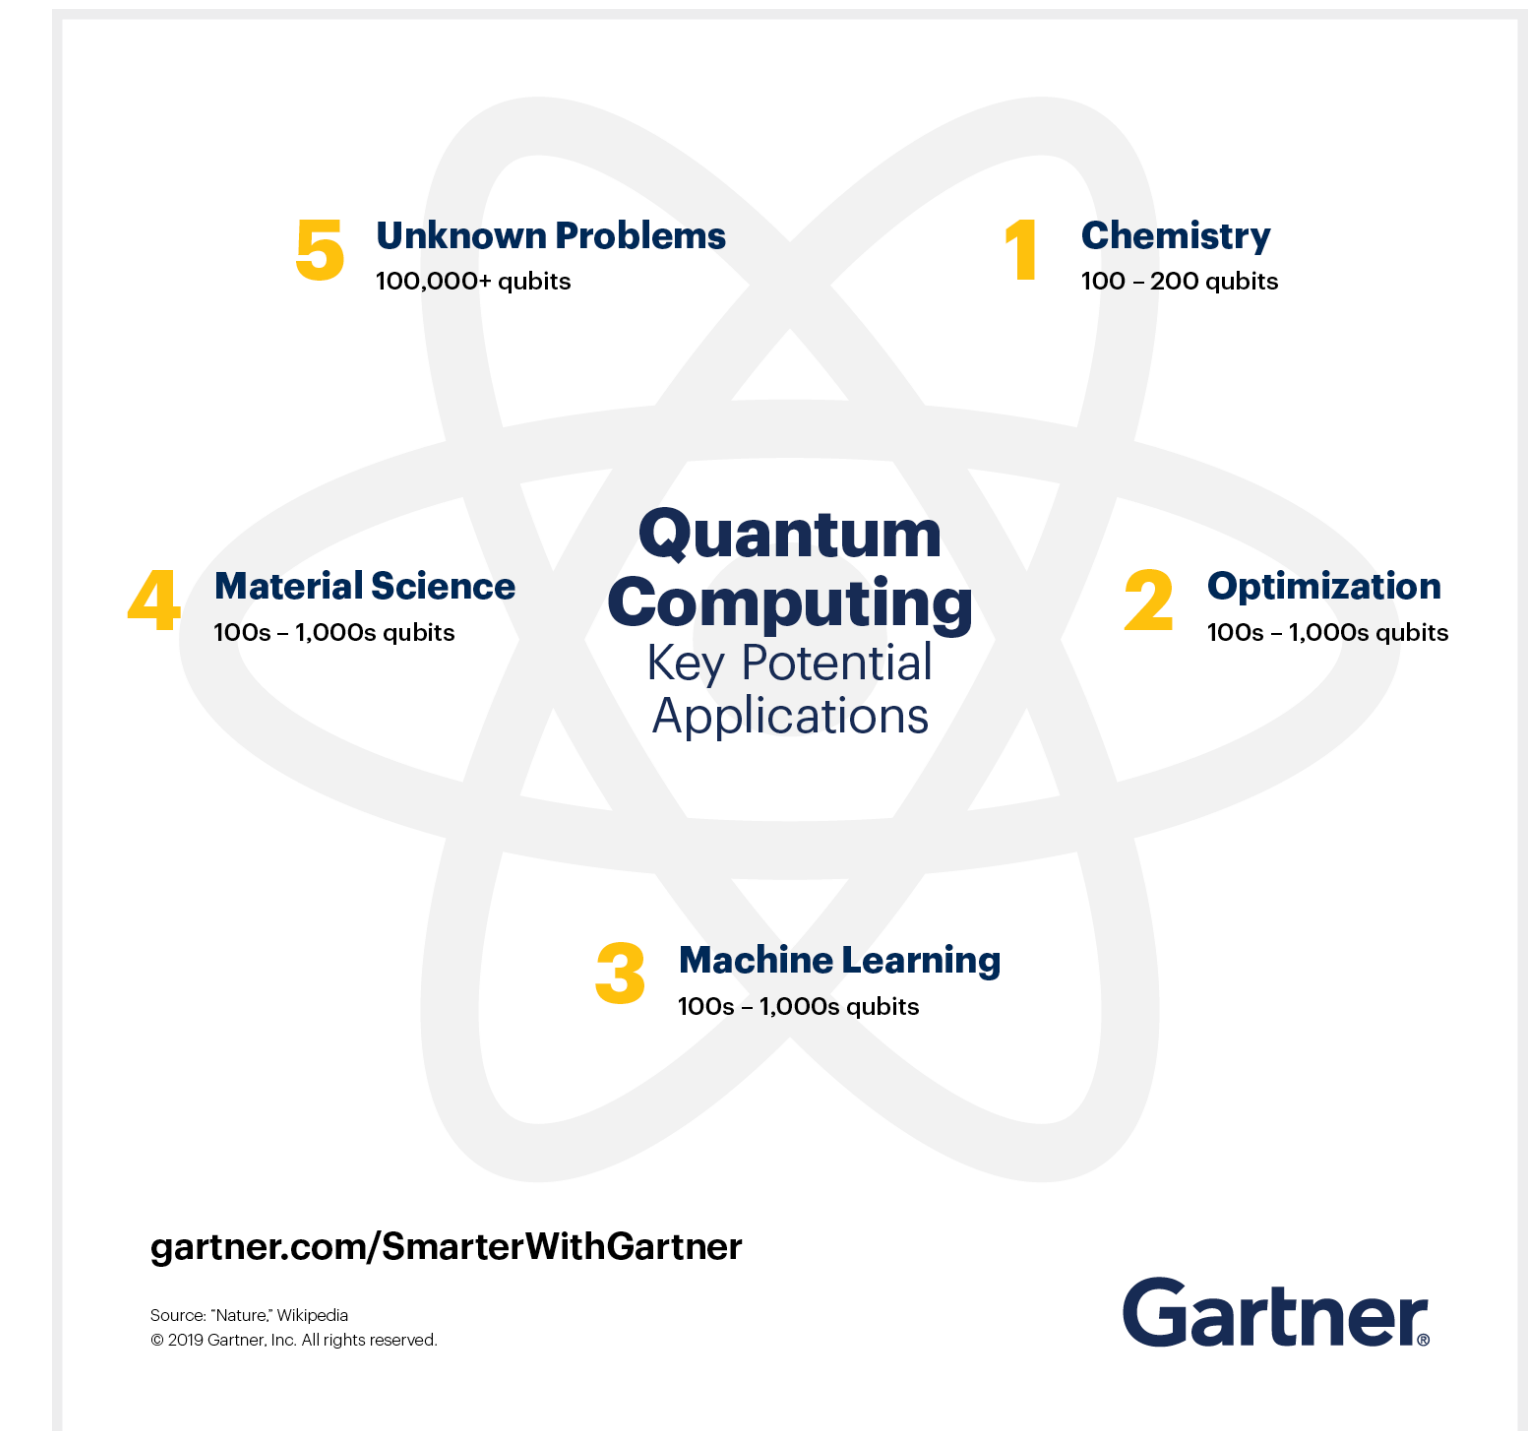 Quantum
Computing
Key Potential
Applications
1
Chemistry
100 – 200 qubits
2
Optimization
100s – 1,000s qubits
3
Machine Learning
100s – 1,000s qubits
4
Material Science
100s – 1,000s qubits
5
Unknown Problems
100,000+ qubits
gartner.com/SmarterWithGartner
Source: “Nature,” Wikipedia
© 2019 Gartner, Inc. All rights reserved.
Gartner®